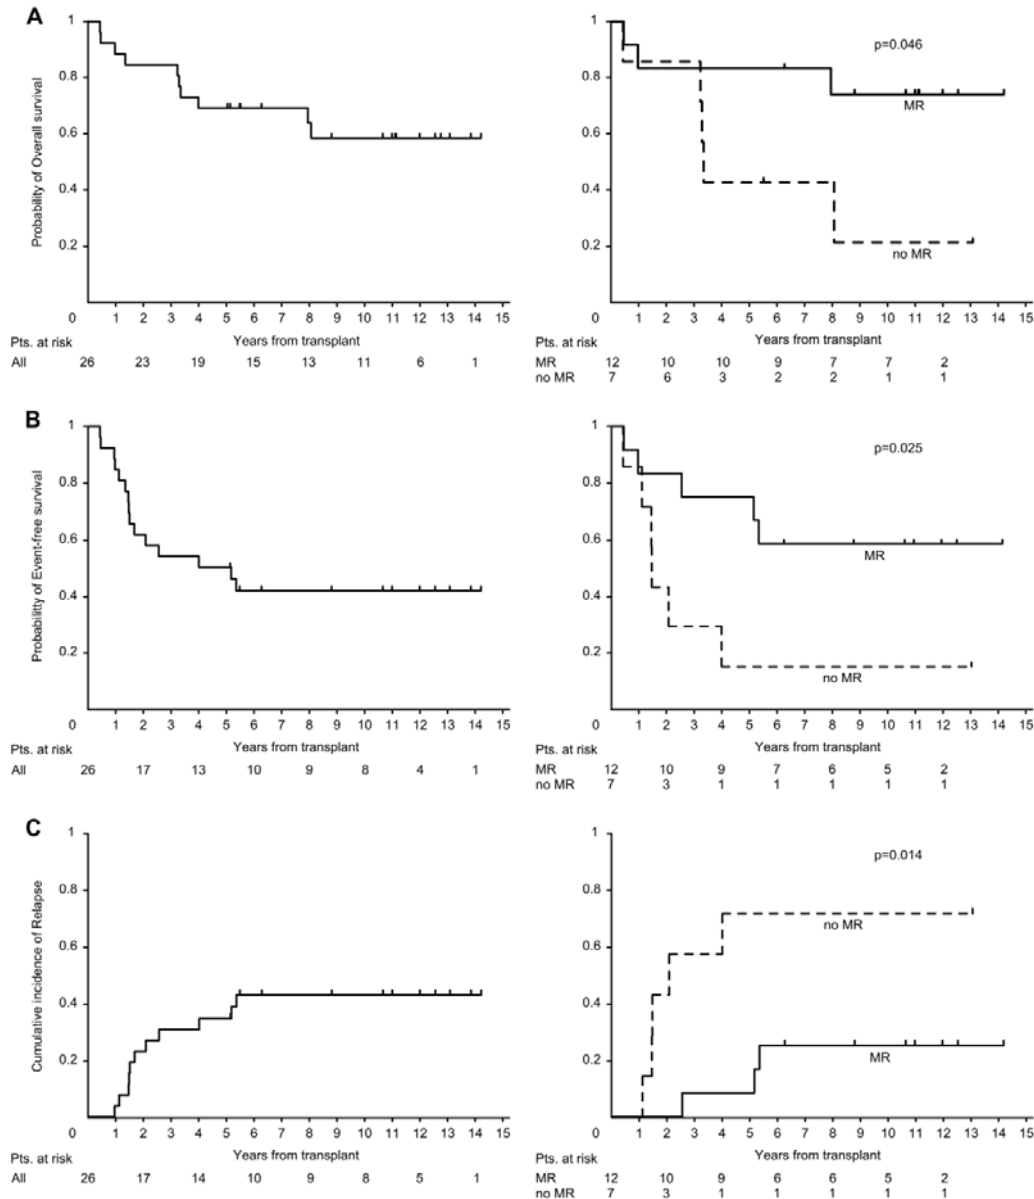 A
1
0.8
0.6
0.4
0.2
0
Probability of Overall survival
1 2 3 4 5 6 7 8 9 10 11 12 13 14 15
Pts. at risk Years from transplant
All 26 23 19 15 13 11 6 1
1
0.8
0.6
0.4
0.2
0
p=0.046
MR
no MR
1 2 3 4 5 6 7 8 9 10 11 12 13 14 15
Pts. at risk Years from transplant
MR 12 10 10 9 7 7 2
no MR 7 6 3 2 2 1 1
B
1
0.8
0.6
0.4
0.2
0
Probabilitty of Event-free survival
1 2 3 4 5 6 7 8 9 10 11 12 13 14 15
Pts. at risk Years from transplant
All 26 17 13 10 9 8 4 1
1
0.8
0.6
0.4
0.2
0
p=0.025
MR
no MR
1 2 3 4 5 6 7 8 9 10 11 12 13 14 15
Pts. at risk Years from transplant
MR 12 10 9 7 6 5 2
no MR 7 3 1 1 1 1 1
C
1
0.8
0.6
0.4
0.2
0
Cumulative incidence of Relapse
1 2 3 4 5 6 7 8 9 10 11 12 13 14 15
Pts. at risk Years from transplant
All 26 17 14 10 9 8 5 1
1
0.8
0.6
0.4
0.2
0
p=0.014
no MR
MR
1 2 3 4 5 6 7 8 9 10 11 12 13 14 15
Pts. at risk Years from transplant
MR 12 10 9 6 6 5 2
no MR 7 3 1 1 1 1 1